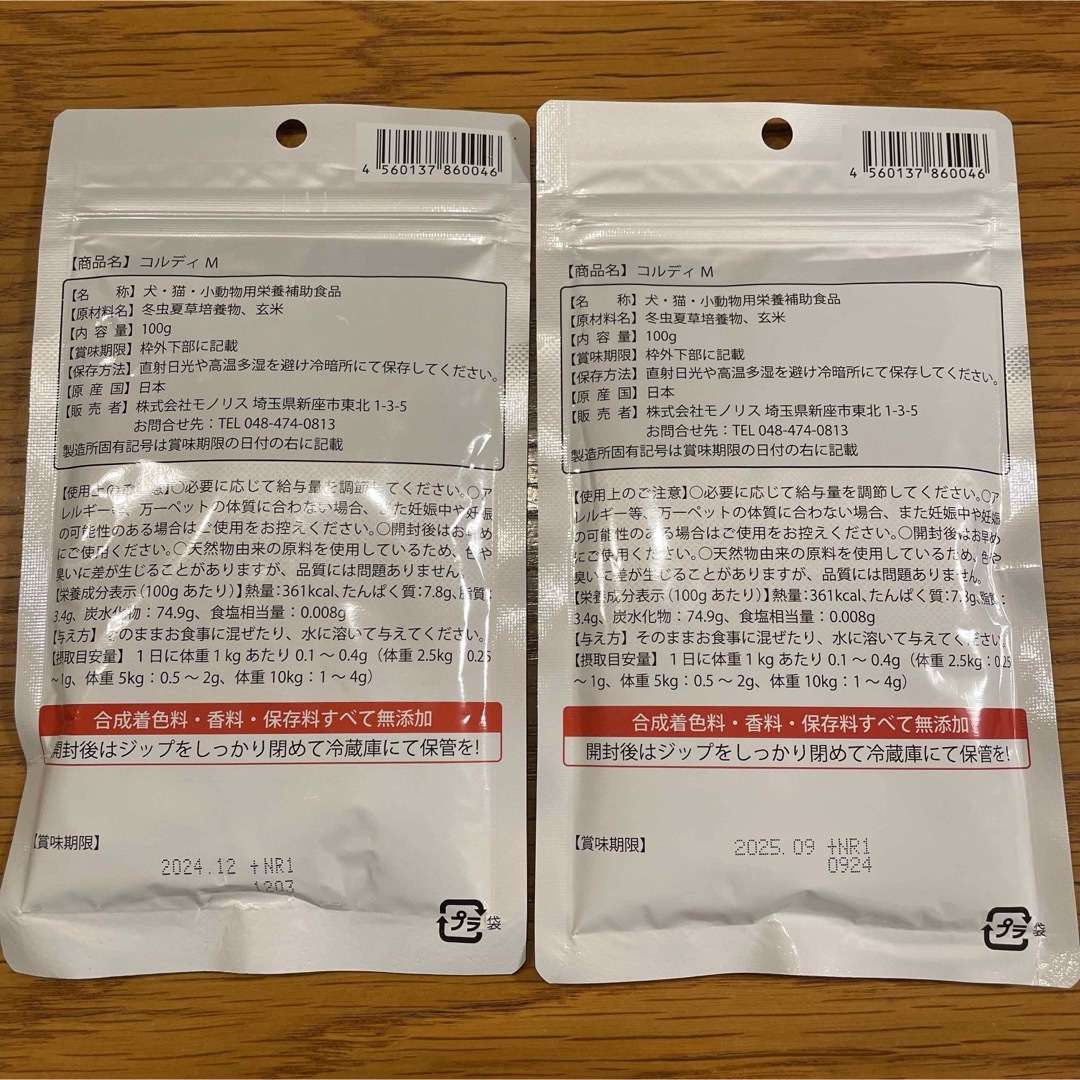 4 560137 860046
【商品名】コルディ M
【名　　称】犬・猫・小動物用栄養補助食品
【原材料名】冬虫夏草培養物、玄米
【内 容 量】100g
【賞味期限】枠外下部に記載
【保存方法】直射日光や高温多湿を避け冷暗所にて保存してください。
【原 産 国】日本
【販 売 者】株式会社モノリス 埼玉県新座市東北 1-3-5
お問合せ先：TEL 048-474-0813
製造所固有記号は賞味期限の日付の右に記載
【使用上のご注意】○必要に応じて給与量を調節してください。○ア
レルギー等、万一ペットの体質に合わない場合、また妊娠中や妊娠
の可能性のある場合はご使用をお控えください。○開封後はお早め
にご使用ください。○天然物由来の原料を使用しているため、色や
臭いに差が生じることがありますが、品質には問題ありません。
【栄養成分表示（100g あたり）】熱量：361kcal、たんぱく質：7.8g、脂質：
3.4g、炭水化物：74.9g、食塩相当量：0.008g
【与え方】そのままお食事に混ぜたり、水に溶いて与えてください。
【摂取目安量】 1 日に体重 1 kg あたり 0.1 ～ 0.4g（体重 2.5kg：0.25
～1g、体重 5kg：0.5 ～ 2g、体重 10kg：1 ～ 4g）
合成着色料・香料・保存料すべて無添加
開封後はジップをしっかり閉めて冷蔵庫にて保管を!
【賞味期限】
2024.12 +NR1
1203
プラ 袋
4 560137 860046
【商品名】コルディ M
【名　　称】犬・猫・小動物用栄養補助食品
【原材料名】冬虫夏草培養物、玄米
【内 容 量】100g
【賞味期限】枠外下部に記載
【保存方法】直射日光や高温多湿を避け冷暗所にて保存してください。
【原 産 国】日本
【販 売 者】株式会社モノリス 埼玉県新座市東北 1-3-5
お問合せ先：TEL 048-474-0813
製造所固有記号は賞味期限の日付の右に記載
【使用上のご注意】○必要に応じて給与量を調節してください。○ア
レルギー等、万一ペットの体質に合わない場合、また妊娠中や妊娠
の可能性のある場合はご使用をお控えください。○開封後はお早め
にご使用ください。○天然物由来の原料を使用しているため、色や
臭いに差が生じることがありますが、品質には問題ありません。
【栄養成分表示（100g あたり）】熱量：361kcal、たんぱく質：7.8g、脂質：
3.4g、炭水化物：74.9g、食塩相当量：0.008g
【与え方】そのままお食事に混ぜたり、水に溶いて与えてください
【摂取目安量】 1 日に体重 1 kg あたり 0.1 ～ 0.4g（体重 2.5kg：0.25
～ 1g、体重 5kg：0.5 ～ 2g、体重 10kg：1 ～ 4g）
合成着色料・香料・保存料すべて無添加
開封後はジップをしっかり閉めて冷蔵庫にて保管を!
【賞味期限】
2025.09 +NR1
0924
プラ 袋